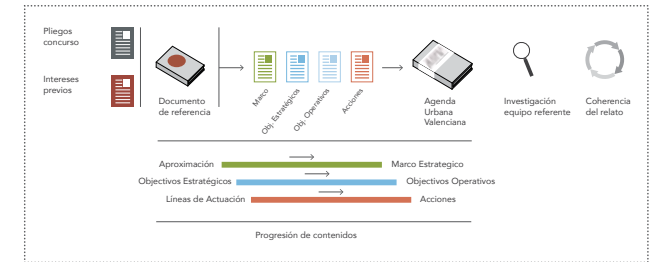 Pliegos
concurso
Intereses
previos
Documento
de referencia
Marco
Obj. Estratégicos
Obj. Operativos
Acciones
Agenda
Urbana
Valenciana
Investigación
equipo referente
Coherencia
del relato
Aproximación
Marco Estrategico
Objectivos Estratégicos
Objectivos Operativos
Líneas de Actuación
Acciones
Progresión de contenidos